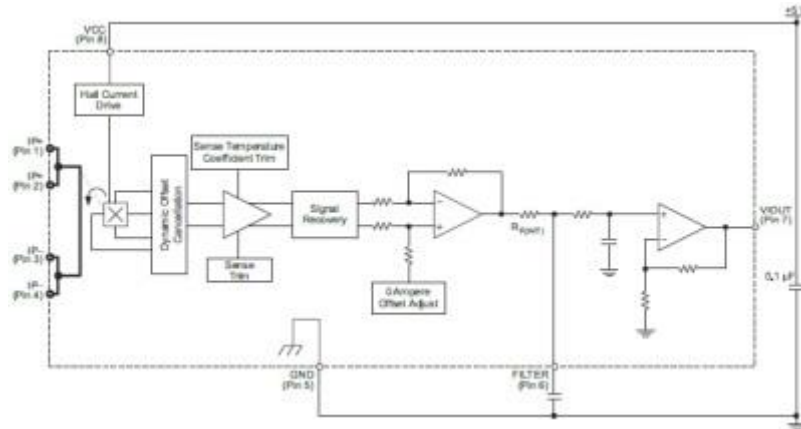 +5 V
VCC
(Pin 8)
Hall Current
Drive
IP+
(Pin 1)
IP+
(Pin 2)
IP−
(Pin 3)
IP−
(Pin 4)
Dynamic Offset
Cancellation
Sense Temperature
Coefficient Trim
Sense
Trim
Signal
Recovery
0 Ampere
Offset Adjust
RF(INT)
VIOUT
(Pin 7)
0.1 µF
GND
(Pin 5)
FILTER
(Pin 6)